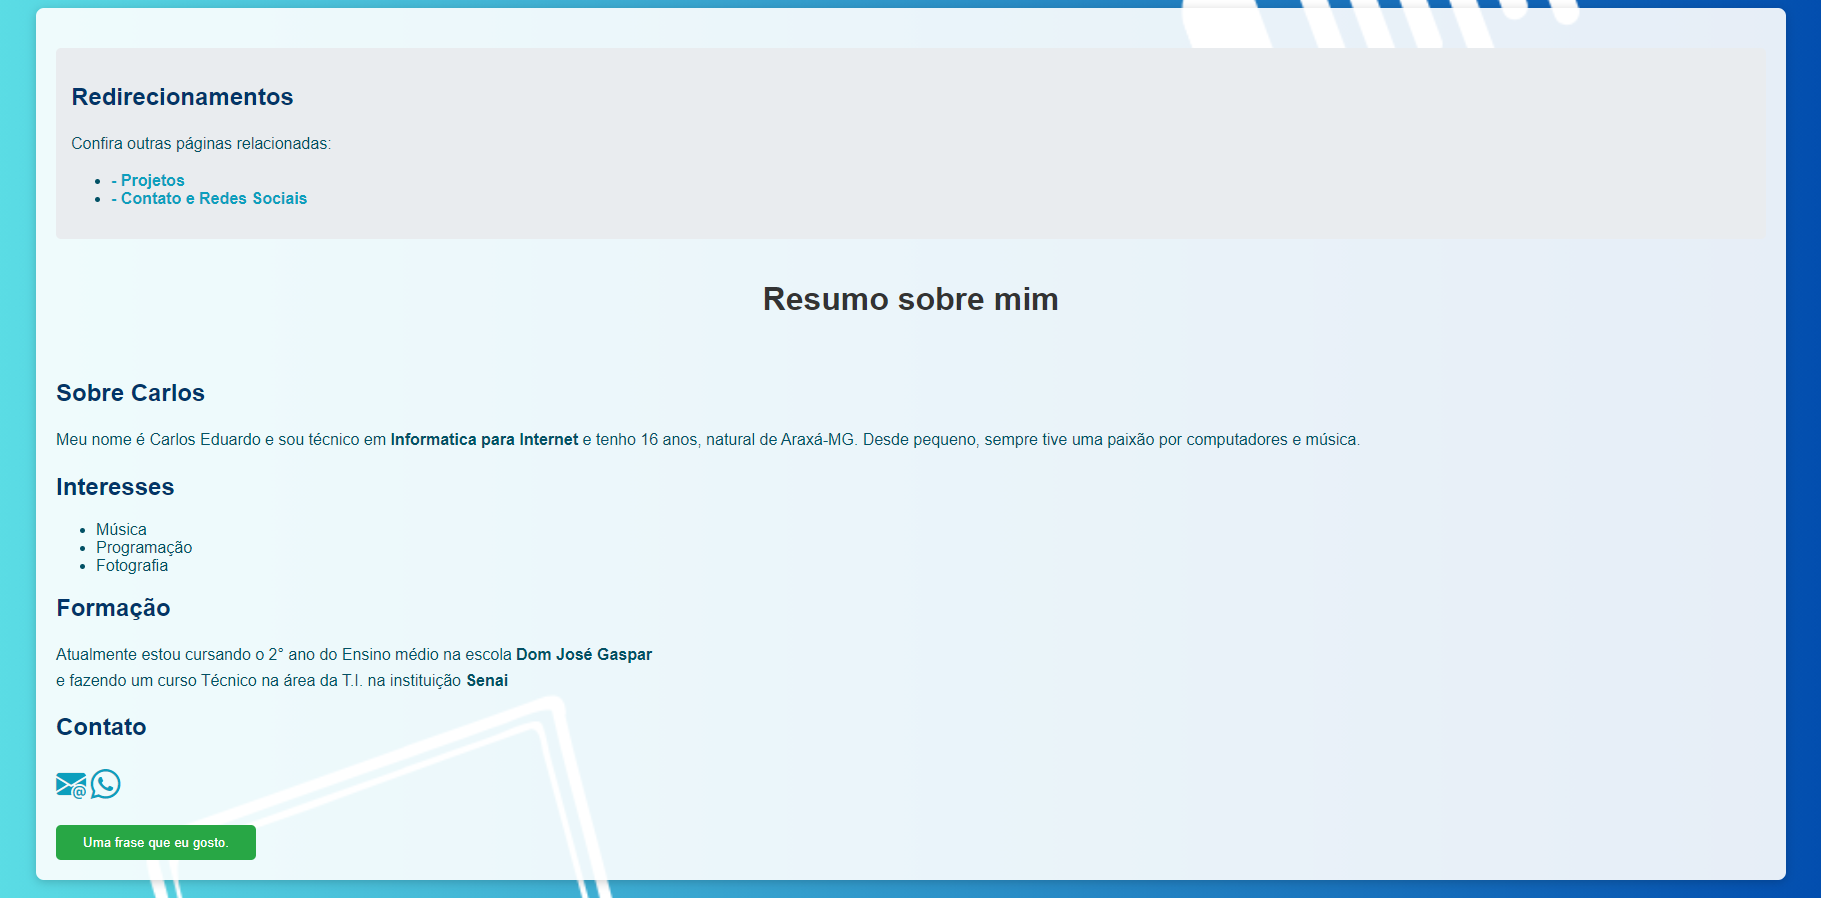 Redirecionamentos
Confira outras páginas relacionadas:
- Projetos
- Contato e Redes Sociais
Resumo sobre mim
Sobre Carlos
Meu nome é Carlos Eduardo e sou técnico em Informatica para Internet e tenho 16 anos, natural de Araxá-MG. Desde pequeno, sempre tive uma paixão por computadores e música.
Interesses
Música
Programação
Fotografia
Formação
Atualmente estou cursando o 2° ano do Ensino médio na escola Dom José Gaspar
e fazendo um curso Técnico na área da T.I. na instituição Senai
Contato
Uma frase que eu gosto.